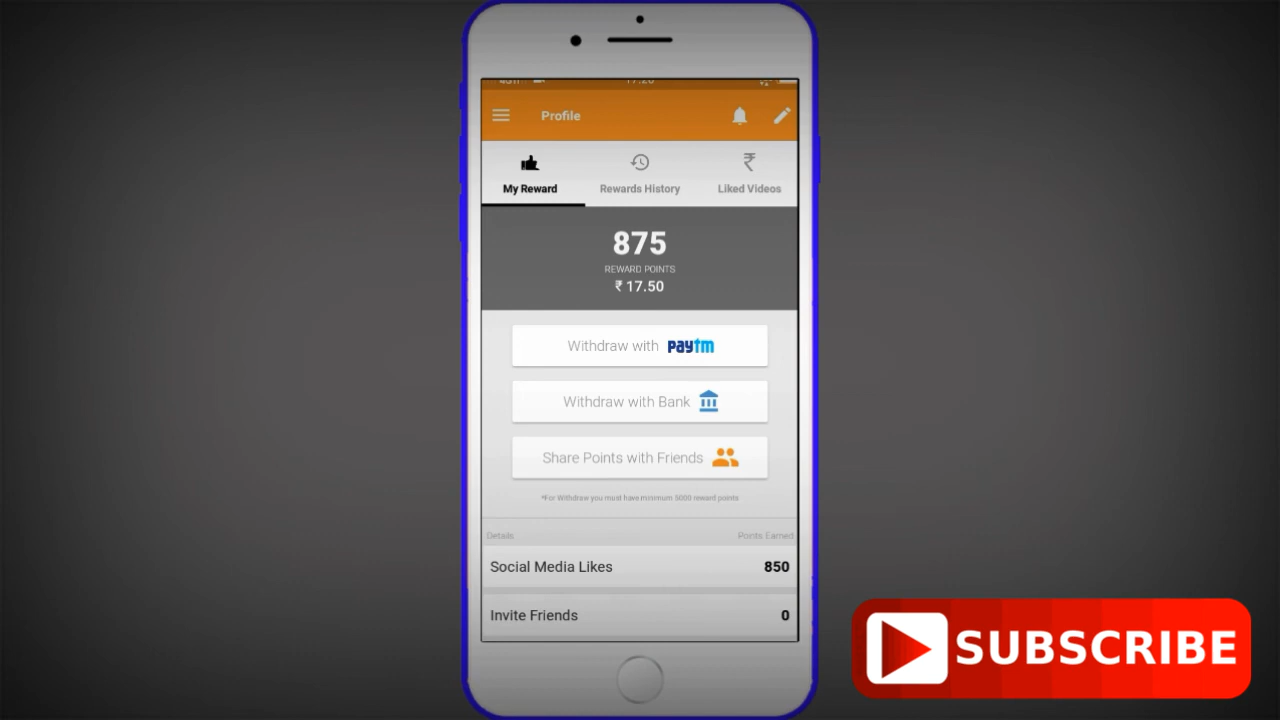 Profile
My Reward
Rewards History
Liked Videos
875
REWARD POINTS
₹ 17.50
Withdraw with paytm
Withdraw with Bank
Share Points with Friends
*For Withdraw you must have minimum 5000 reward points
Details
Points Earned
Social Media Likes
850
Invite Friends
0
SUBSCRIBE